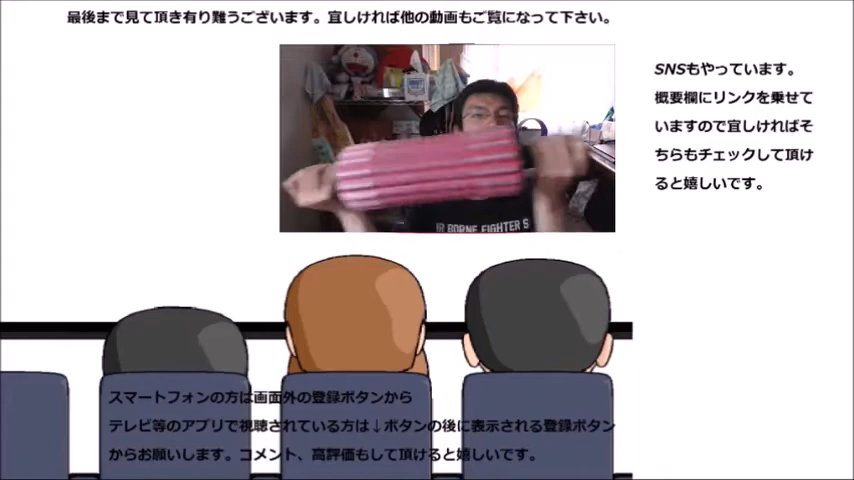 最後まで見て頂き有り難うございます。宜しければ他の動画もご覧になって下さい。
SNSもやっています。
概要欄にリンクを乗せて
いますので宜しければそ
ちらもチェックして頂け
ると嬉しいです。
BORNE FIGHTER S
スマートフォンの方は画面外の登録ボタンから
テレビ等のアプリで視聴されている方は↓ボタンの後に表示される登録ボタン
からお願いします。コメント、高評価もして頂けると嬉しいです。